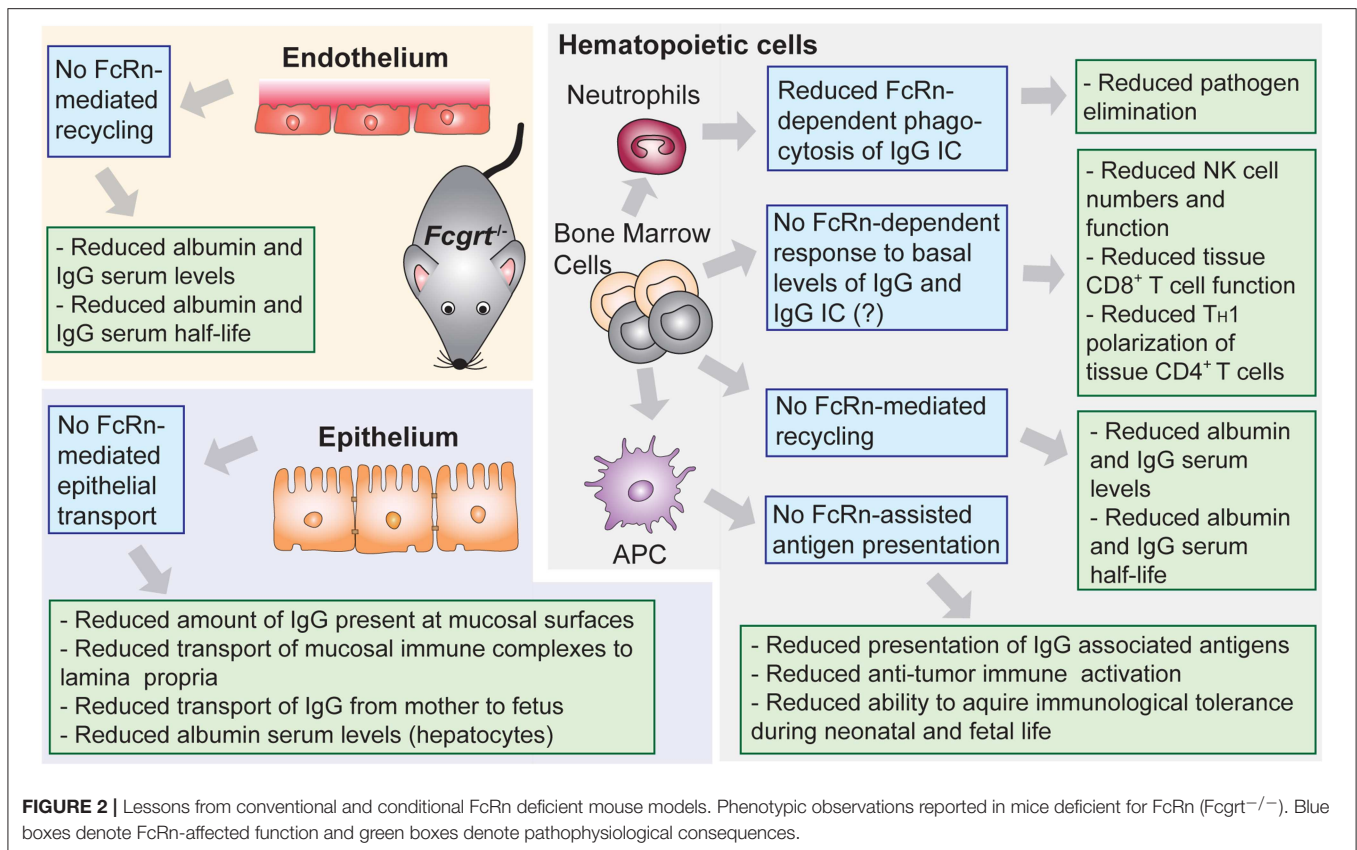 Endothelium
No FcRn-
mediated
recycling
- Reduced albumin and
IgG serum levels
- Reduced albumin and
IgG serum half-life
Fcgrt-/-
Epithelium
No FcRn-
mediated
epithelial
transport
- Reduced amount of IgG present at mucosal surfaces
- Reduced transport of mucosal immune complexes to
lamina propria
- Reduced transport of IgG from mother to fetus
- Reduced albumin serum levels (hepatocytes)
Hematopoietic cells
Neutrophils
Reduced FcRn-
dependent phago-
cytosis of IgG IC
- Reduced pathogen
elimination
Bone Marrow
Cells
No FcRn-dependent
response to basal
levels of IgG and
IgG IC (?)
- Reduced NK cell
numbers and
function
- Reduced tissue
CD8+ T cell function
- Reduced TH1
polarization of
tissue CD4+ T cells
No FcRn-mediated
recycling
- Reduced albumin
and IgG serum
levels
- Reduced albumin
and IgG serum
half-life
APC
No FcRn-assisted
antigen presentation
- Reduced presentation of IgG associated antigens
- Reduced anti-tumor immune activation
- Reduced ability to aquire immunological tolerance
during neonatal and fetal life
FIGURE 2 | Lessons from conventional and conditional FcRn deficient mouse models. Phenotypic observations reported in mice deficient for FcRn (Fcgrt−/−). Blue
boxes denote FcRn-affected function and green boxes denote pathophysiological consequences.